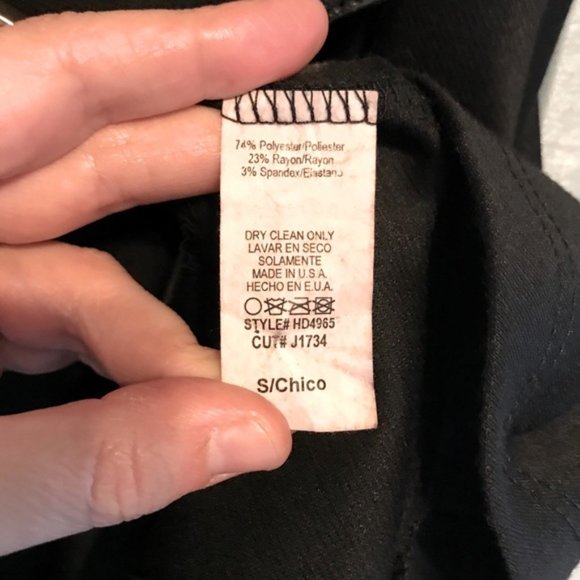 74% Polyester/Poliester
23% Rayon/Rayon
3% Spandex/Elastano
DRY CLEAN ONLY
LAVAR EN SECO
SOLAMENTE
MADE IN U.S.A.
HECHO EN E.U.A.
STYLE# HD4965
CUT# J1734
S/Chico